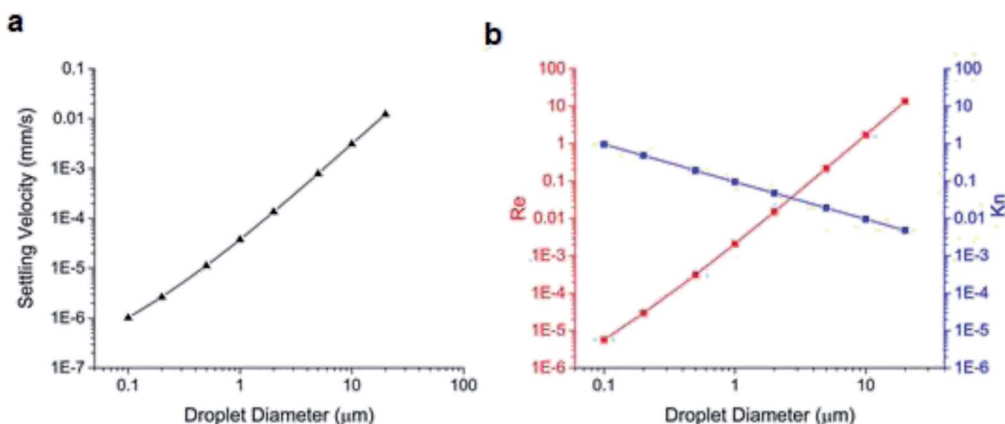 a
b
0.1
0.01
1E-3
1E-4
1E-5
1E-6
1E-7
Settling Velocity (mm/s)
0.1
1
10
100
Droplet Diameter (μm)
100
10
1
0.1
0.01
1E-3
1E-4
1E-5
1E-6
Re
100
10
1
0.1
0.01
1E-3
1E-4
1E-5
1E-6
Kn
0.1
1
10
Droplet Diameter (μm)